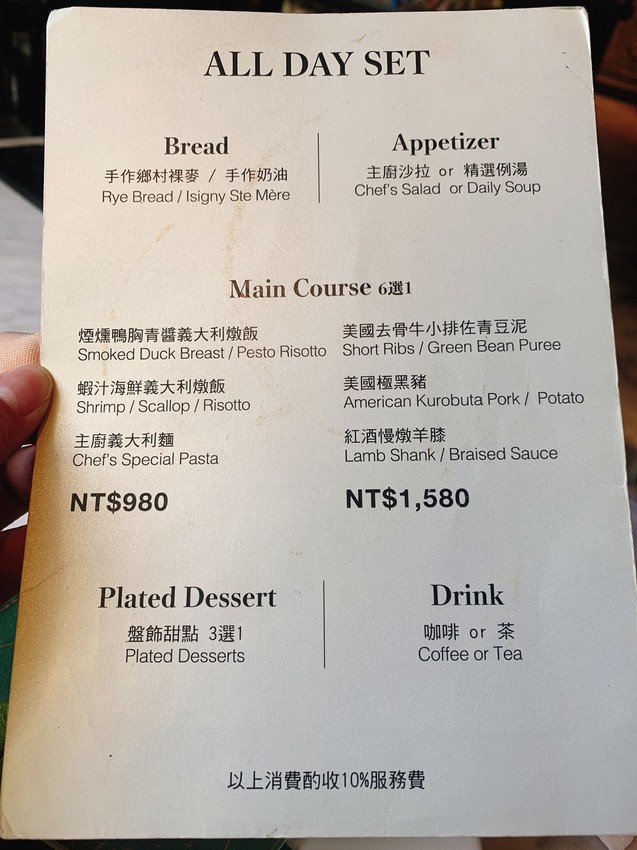 ALL DAY SET
Bread
手作鄉村裸麥 / 手作奶油
Rye Bread / Isigny Ste Mère
Appetizer
主廚沙拉 or 精選例湯
Chef's Salad or Daily Soup
Main Course 6選1
煙燻鴨胸青醬義大利燉飯
Smoked Duck Breast / Pesto Risotto
蝦汁海鮮義大利燉飯
Shrimp / Scallop / Risotto
主廚義大利麵
Chef's Special Pasta
NT$980
美國去骨牛小排佐青豆泥
Short Ribs / Green Bean Puree
美國極黑豬
American Kurobuta Pork / Potato
紅酒慢燉羊膝
Lamb Shank / Braised Sauce
NT$1,580
Plated Dessert
盤飾甜點 3選1
Plated Desserts
Drink
咖啡 or 茶
Coffee or Tea
以上消費酌收10%服務費